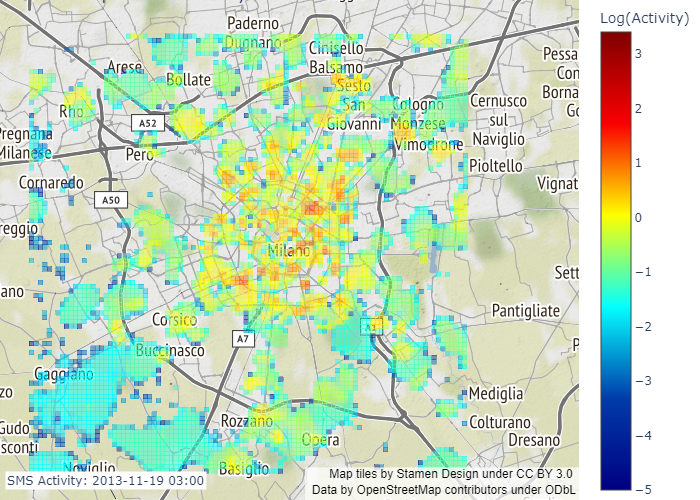 Paderno
Dugnano
Cinisello
Balsamo
Arese
Bollate
Sesto
San
Giovanni
Cologno
Monzese
Cernusco
sul
Naviglio
Pessa
Con
Borna
Go
Rho
A52
Vimodrone
Pregnana
Milanese
Pero
Pioltello
Cornaredo
A50
Vignat
reggio
Milano
Sett
ano
Pantigliate
Corsico
A7
Buccinasco
P
Gaggiano
zo
Mediglia
Rozzano
Colturano
Gudo
sconti
Opera
Dresano
Noviglio
Basiglio
SMS Activity: 2013-11-19 03:00
Map tiles by Stamen Design under CC BY 3.0
Data by OpenStreetMap contributors under ODbL
Log(Activity)
3
2
1
0
−1
−2
−3
−4
−5